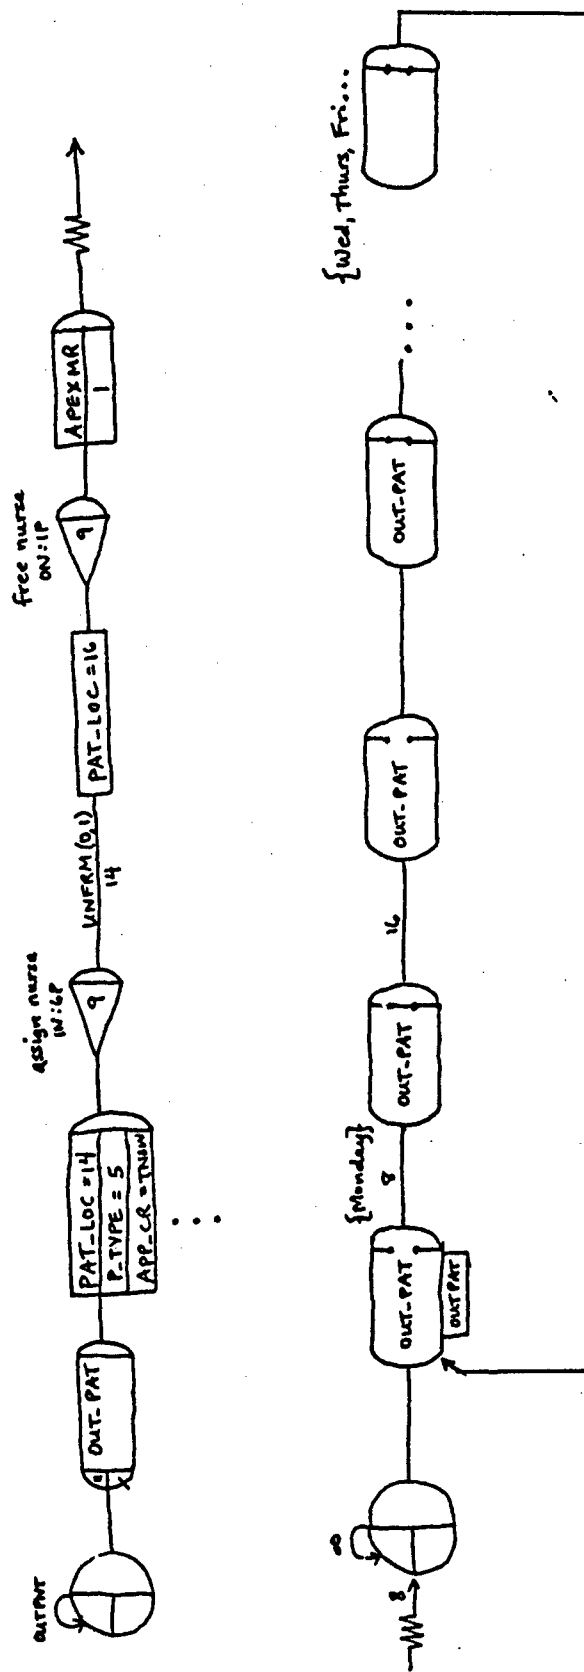 OUTPNT
∞
OUT-PAT
PAT_LOC = 14
P_TYPE = 5
APP_CR = TNOW
assign nurse
IN:6P
9
UNFRM(0,1)
14
PAT_LOC = 16
free nurse
ON:1P
9
APEXMR
1
∞
8
OUT-PAT
OUTPAT
{Monday}
8
OUT-PAT
16
OUT-PAT
OUT-PAT
{Wed, Thurs, Fri...